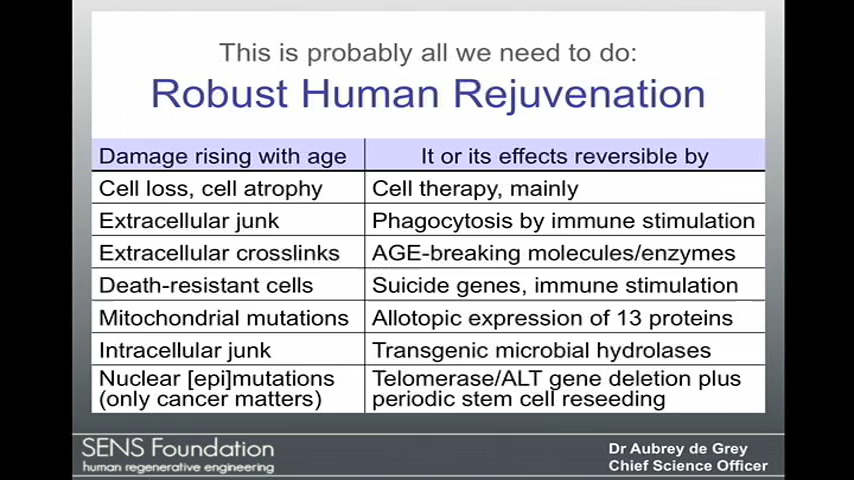 This is probably all we need to do:
Robust Human Rejuvenation
Damage rising with age
It or its effects reversible by
Cell loss, cell atrophy
Cell therapy, mainly
Extracellular junk
Phagocytosis by immune stimulation
Extracellular crosslinks
AGE-breaking molecules/enzymes
Death-resistant cells
Suicide genes, immune stimulation
Mitochondrial mutations
Allotopic expression of 13 proteins
Intracellular junk
Transgenic microbial hydrolases
Nuclear [epi]mutations
(only cancer matters)
Telomerase/ALT gene deletion plus
periodic stem cell reseeding
SENS Foundation
human regenerative engineering
Dr Aubrey de Grey
Chief Science Officer